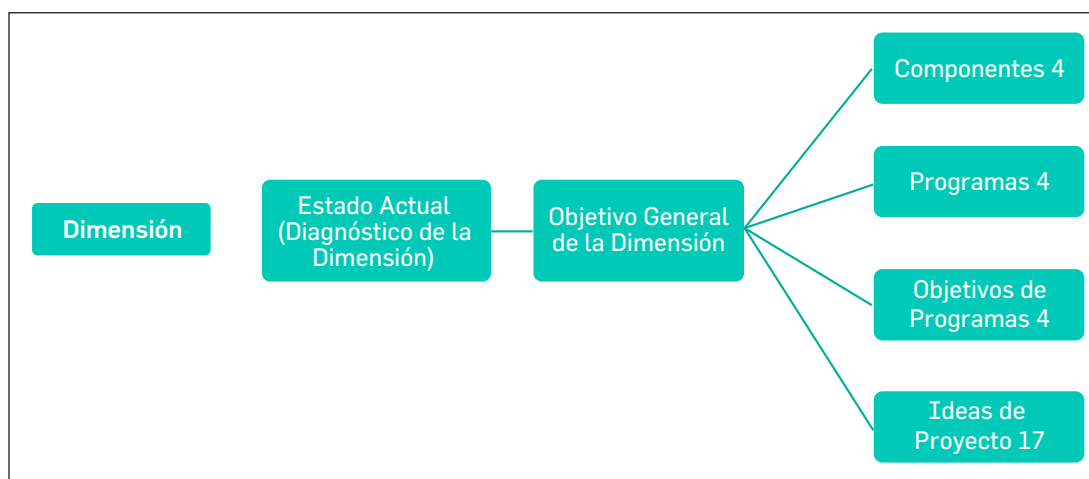 Dimensión
Estado Actual
(Diagnóstico de la
Dimensión)
Objetivo General
de la Dimensión
Componentes 4
Programas 4
Objetivos de
Programas 4
Ideas de
Proyecto 17